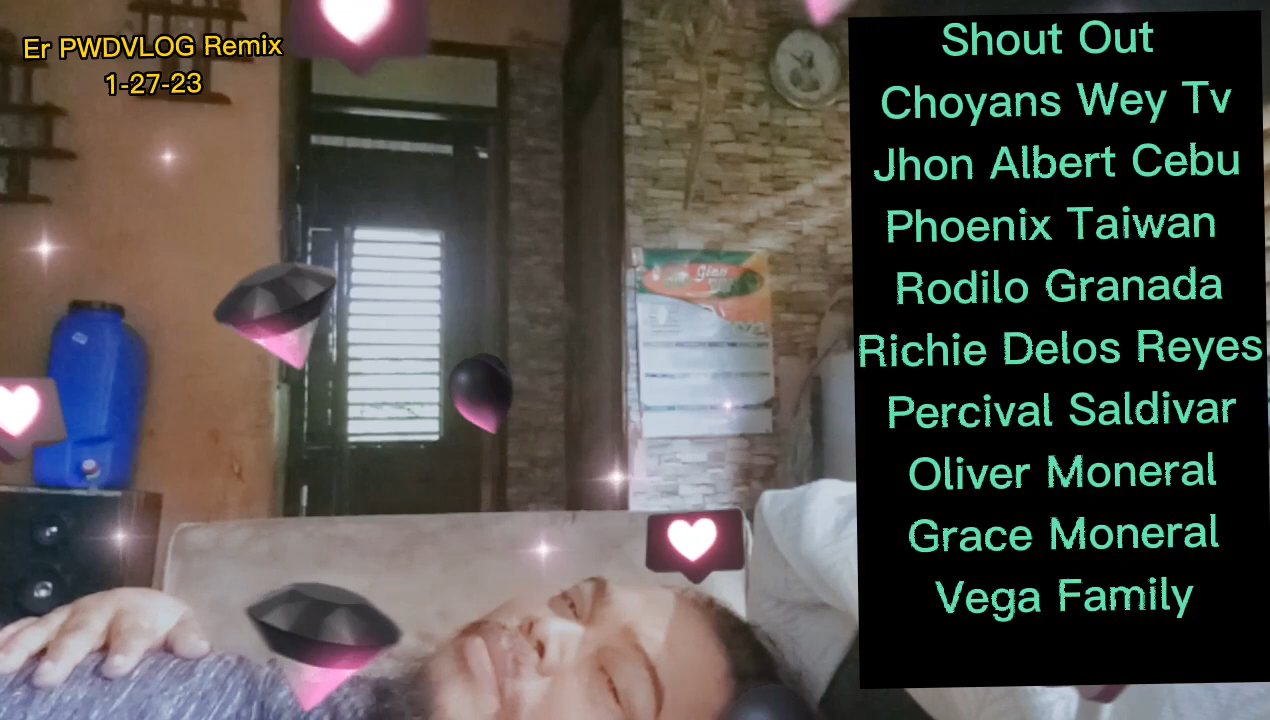 Er PWDVLOG Remix
1-27-23
Shout Out
Choyans Wey Tv
Jhon Albert Cebu
Phoenix Taiwan
Rodilo Granada
Richie Delos Reyes
Percival Saldivar
Oliver Moneral
Grace Moneral
Vega Family